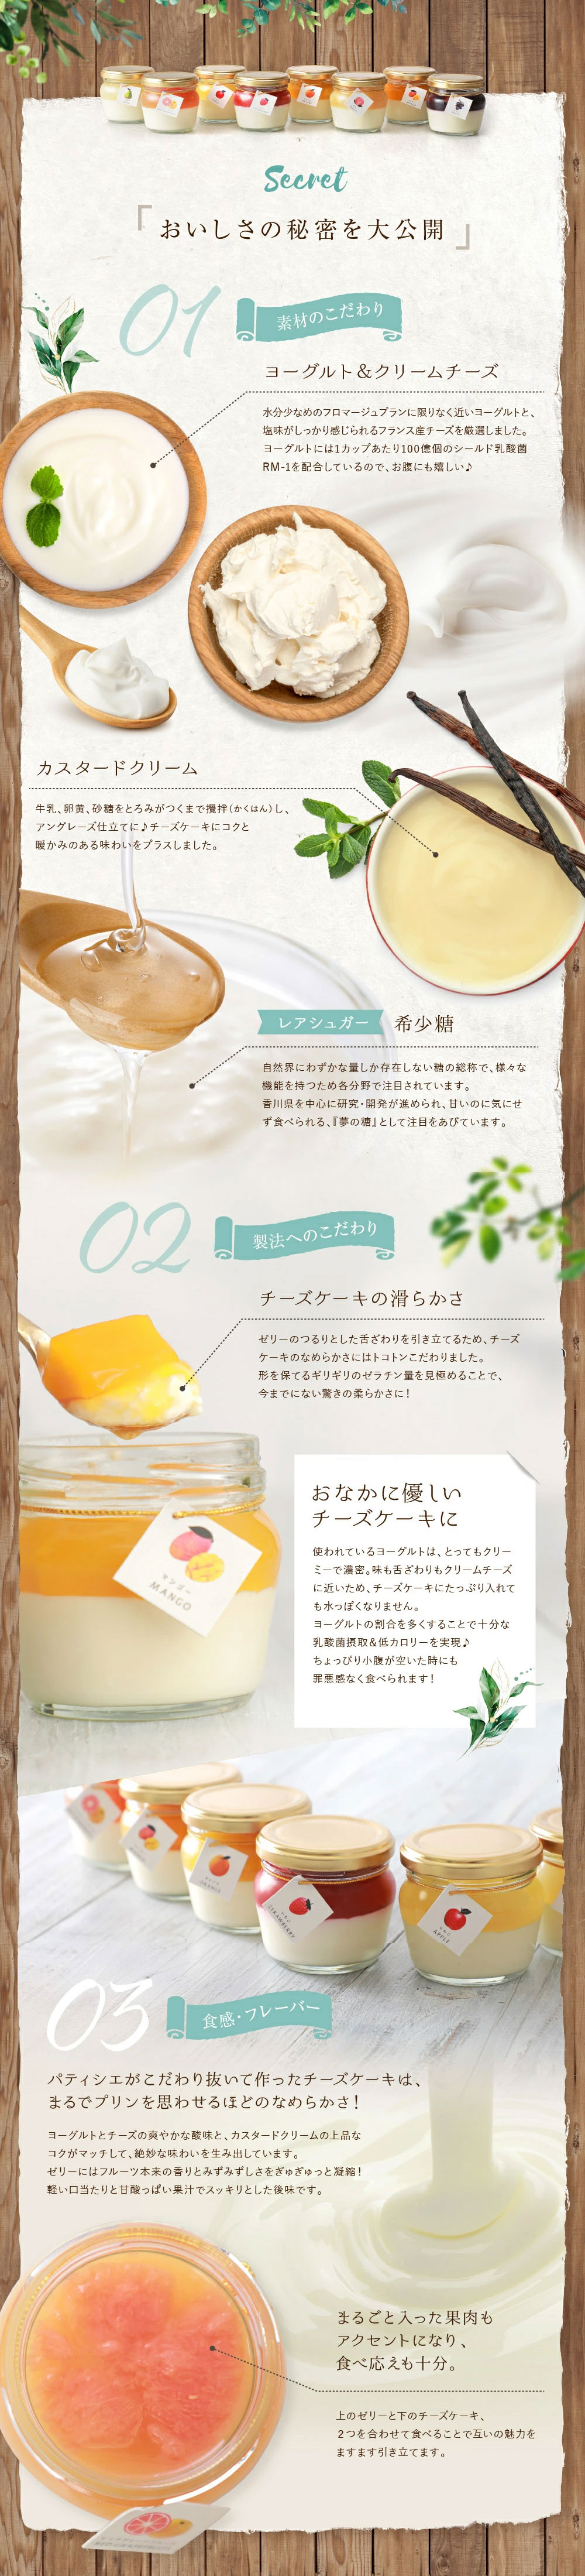 Secret
「おいしさの秘密を大公開」
01
素材のこだわり
ヨーグルト＆クリームチーズ
水分少なめのフロマージュブランに限りなく近いヨーグルトと、
塩味がしっかり感じられるフランス産チーズを厳選しました。
ヨーグルトには1カップあたり100億個のシールド乳酸菌
RM-1を配合しているので、お腹にも嬉しい♪
カスタードクリーム
牛乳、卵黄、砂糖をとろみがつくまで攪拌（かくはん）し、
アングレーズ仕立てに♪チーズケーキにコクと
暖かみのある味わいをプラスしました。
レアシュガー 希少糖
自然界にわずかな量しか存在しない糖の総称で、様々な
機能を持つため各分野で注目されています。
香川県を中心に研究・開発が進められ、甘いのに気にせ
ず食べられる、『夢の糖』として注目をあびています。
02
製法へのこだわり
チーズケーキの滑らかさ
ゼリーのつるりとした舌ざわりを引き立てるため、チーズ
ケーキのなめらかさにはトコトンこだわりました。
形を保てるギリギリのゼラチン量を見極めることで、
今までにない驚きの柔らかさに！
マンゴー
MANGO
おなかに優しい
チーズケーキに
使われているヨーグルトは、とってもクリー
ミーで濃密。味も舌ざわりもクリームチーズ
に近いため、チーズケーキにたっぷり入れて
も水っぽくなりません。
ヨーグルトの割合を多くすることで十分な
乳酸菌摂取＆低カロリーを実現♪
ちょっぴり小腹が空いた時にも
罪悪感なく食べられます！
ORANGE
いちご
STRAWBERRY
りんご
APPLE
03
食感・フレーバー
パティシエがこだわり抜いて作ったチーズケーキは、
まるでプリンを思わせるほどのなめらかさ！
ヨーグルトとチーズの爽やかな酸味と、カスタードクリームの上品な
コクがマッチして、絶妙な味わいを生み出しています。
ゼリーにはフルーツ本来の香りとみずみずしさをぎゅぎゅっと凝縮！
軽い口当たりと甘酸っぱい果汁でスッキリとした後味です。
まるごと入った果肉も
アクセントになり、
食べ応えも十分。
上のゼリーと下のチーズケーキ、
２つを合わせて食べることで互いの魅力を
ますます引き立てます。